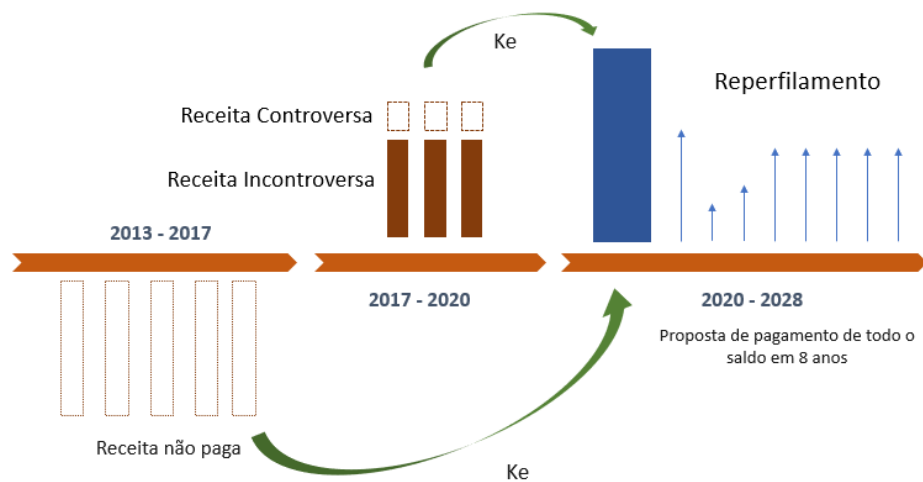 Ke
Reperfilamento
Receita Controversa
Receita Incontroversa
2013 - 2017
2017 - 2020
2020 - 2028
Proposta de pagamento de todo o
saldo em 8 anos
Receita não paga
Ke